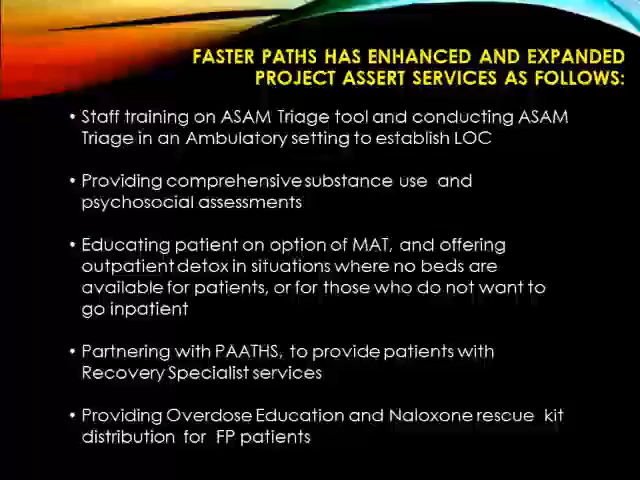 FASTER PATHS HAS ENHANCED AND EXPANDED
PROJECT ASSERT SERVICES AS FOLLOWS:
• Staff training on ASAM Triage tool and conducting ASAM
Triage in an Ambulatory setting to establish LOC
• Providing comprehensive substance use and
psychosocial assessments
• Educating patient on option of MAT, and offering
outpatient detox in situations where no beds are
available for patients, or for those who do not want to
go inpatient
• Partnering with PAATHS, to provide patients with
Recovery Specialist services
• Providing Overdose Education and Naloxone rescue kit
distribution for FP patients